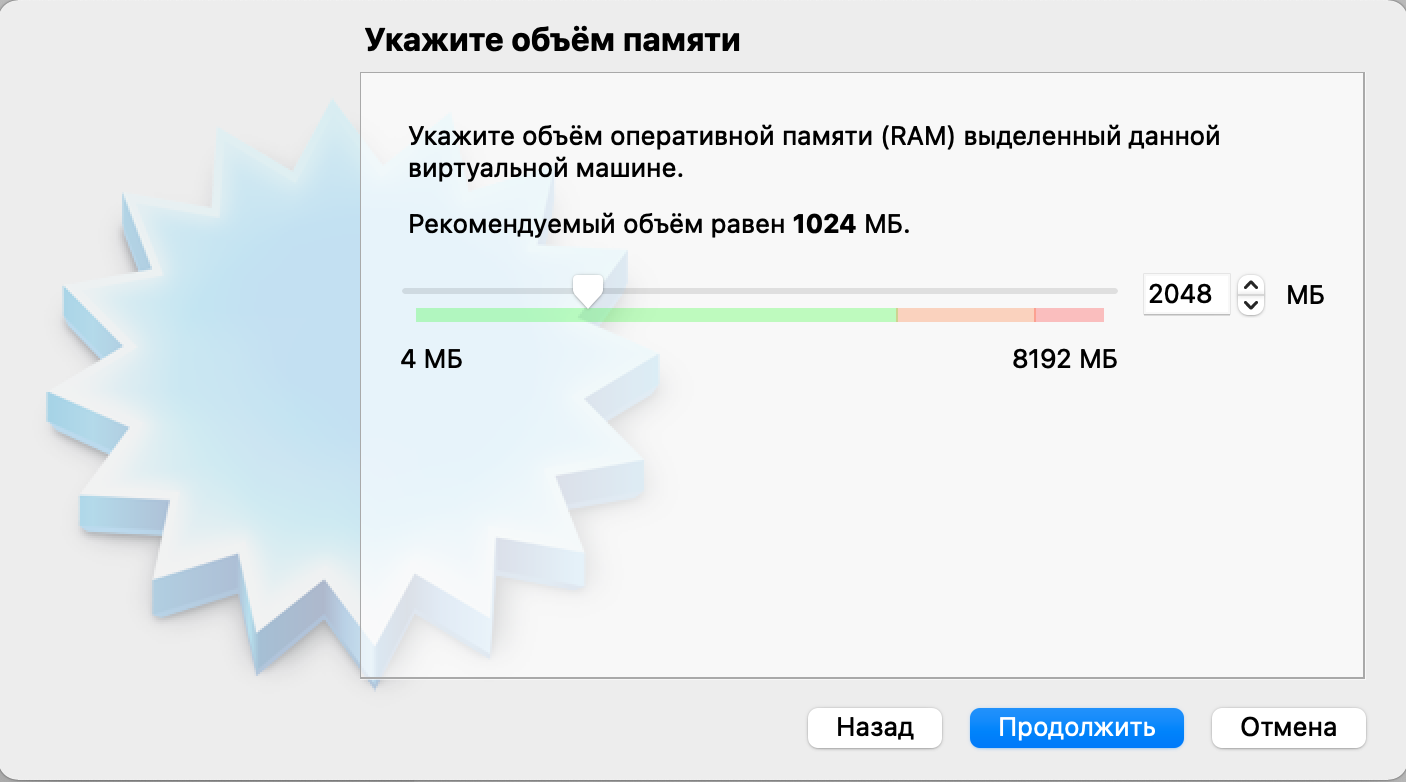 Укажите объём памяти
Укажите объём оперативной памяти (RAM) выделенный данной
виртуальной машине.
Рекомендуемый объём равен 1024 МБ.
2048 МБ
4 МБ 8192 МБ
Назад Продолжить Отмена